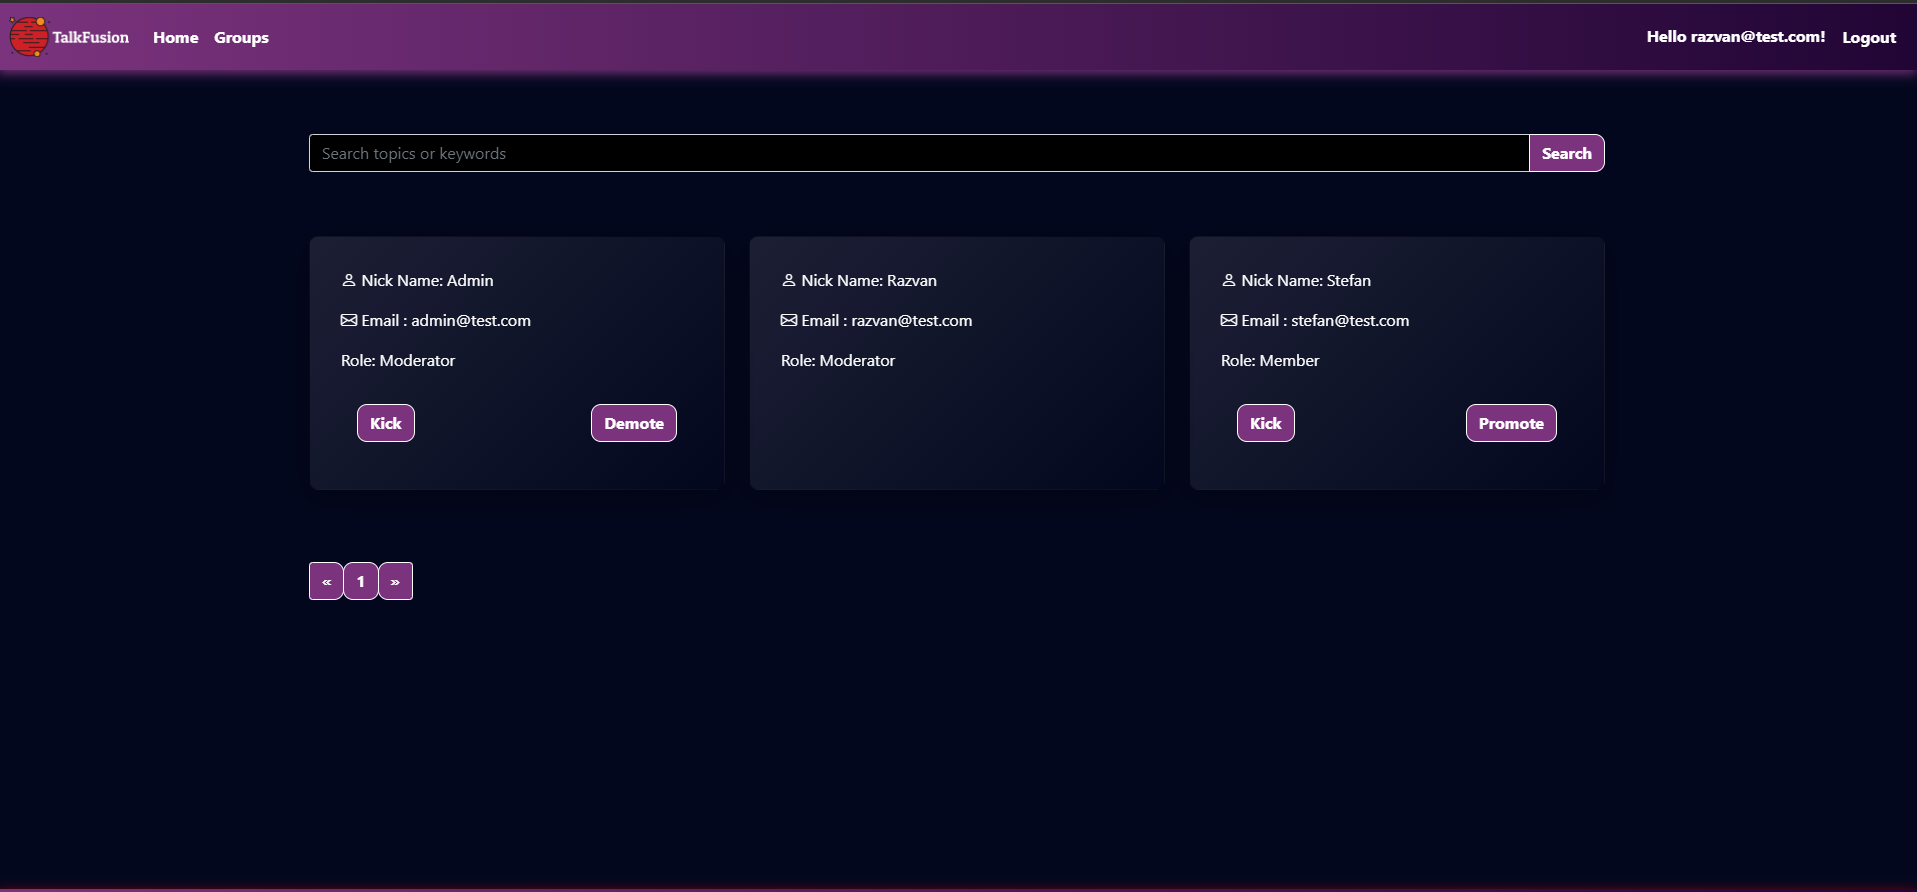 TalkFusion Home Groups Hello razvan@test.com! Logout
Search topics or keywords Search
Nick Name: Admin
Email : admin@test.com
Role: Moderator
Kick Demote
Nick Name: Razvan
Email : razvan@test.com
Role: Moderator
Nick Name: Stefan
Email : stefan@test.com
Role: Member
Kick Promote
« 1 »